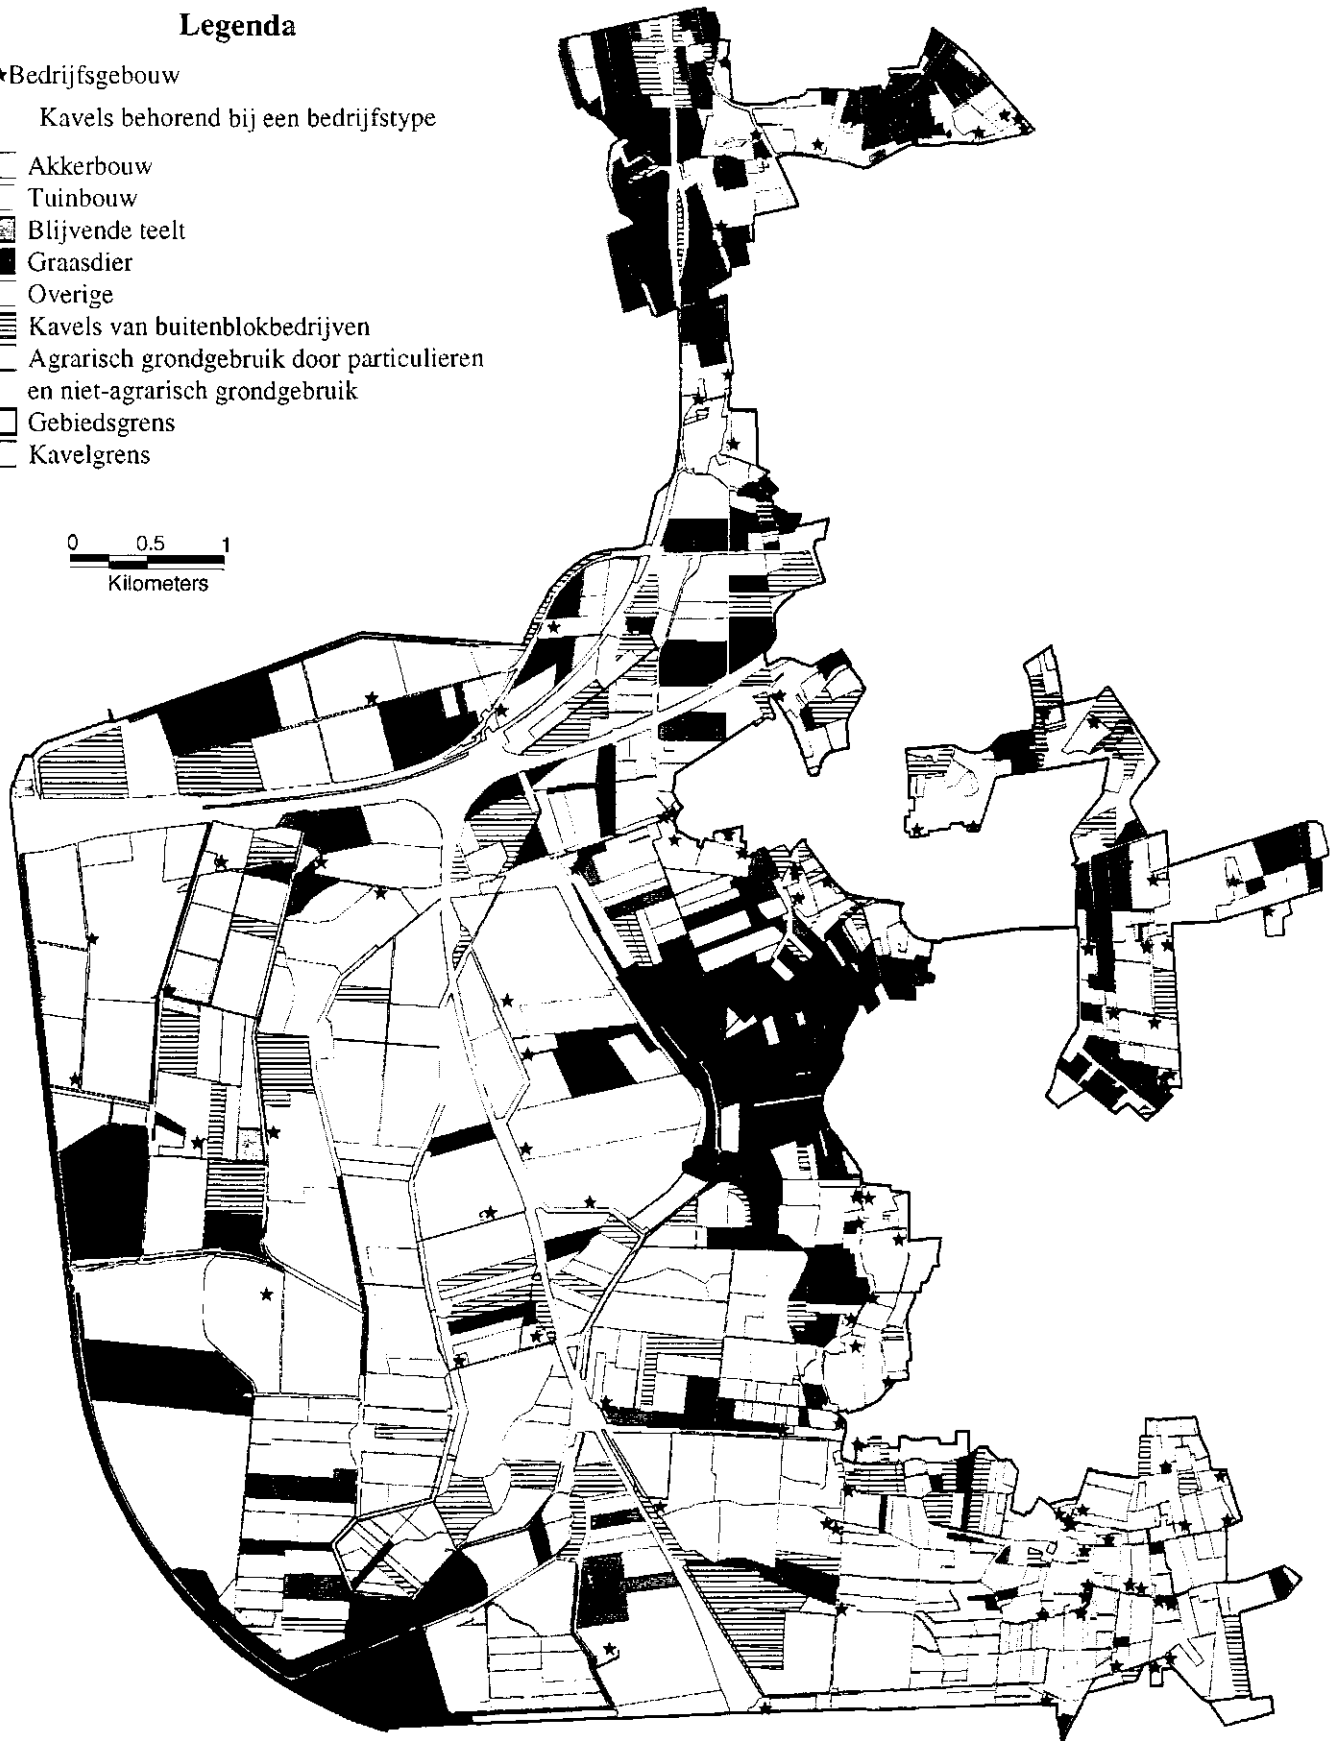 Legenda
★Bedrijfsgebouw
Kavels behorend bij een bedrijfstype
Akkerbouw
Tuinbouw
Blijvende teelt
Graasdier
Overige
Kavels van buitenblokbedrijven
Agrarisch grondgebruik door particulieren
en niet-agrarisch grondgebruik
Gebiedsgrens
Kavelgrens
0 0.5 1
Kilometers